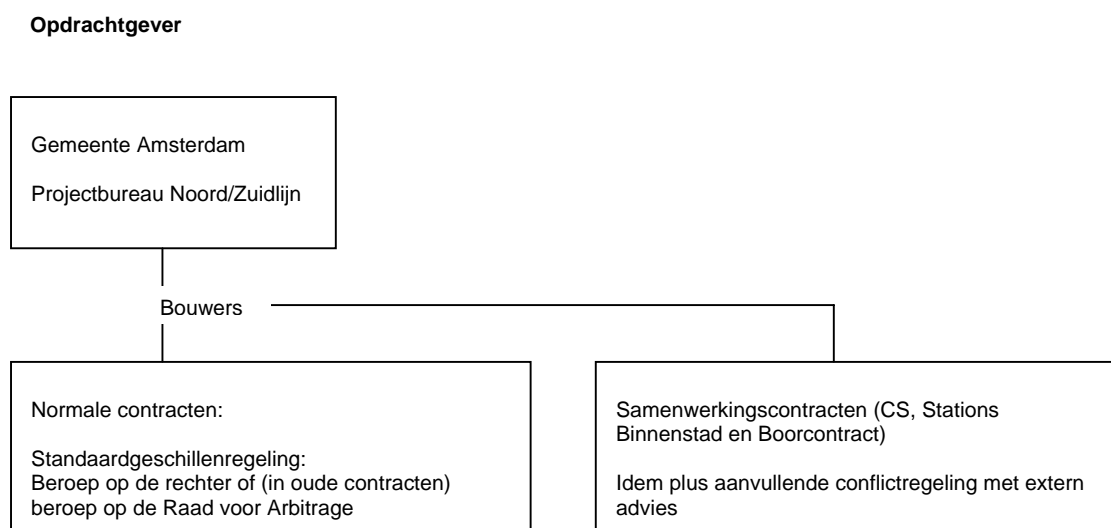 Opdrachtgever
Gemeente Amsterdam
Projectbureau Noord/Zuidlijn
Bouwers
Normale contracten:
Standaardgeschillenregeling:
Beroep op de rechter of (in oude contracten)
beroep op de Raad voor Arbitrage
Samenwerkingscontracten (CS, Stations
Binnenstad en Boorcontract)
Idem plus aanvullende conflictregeling met extern
advies